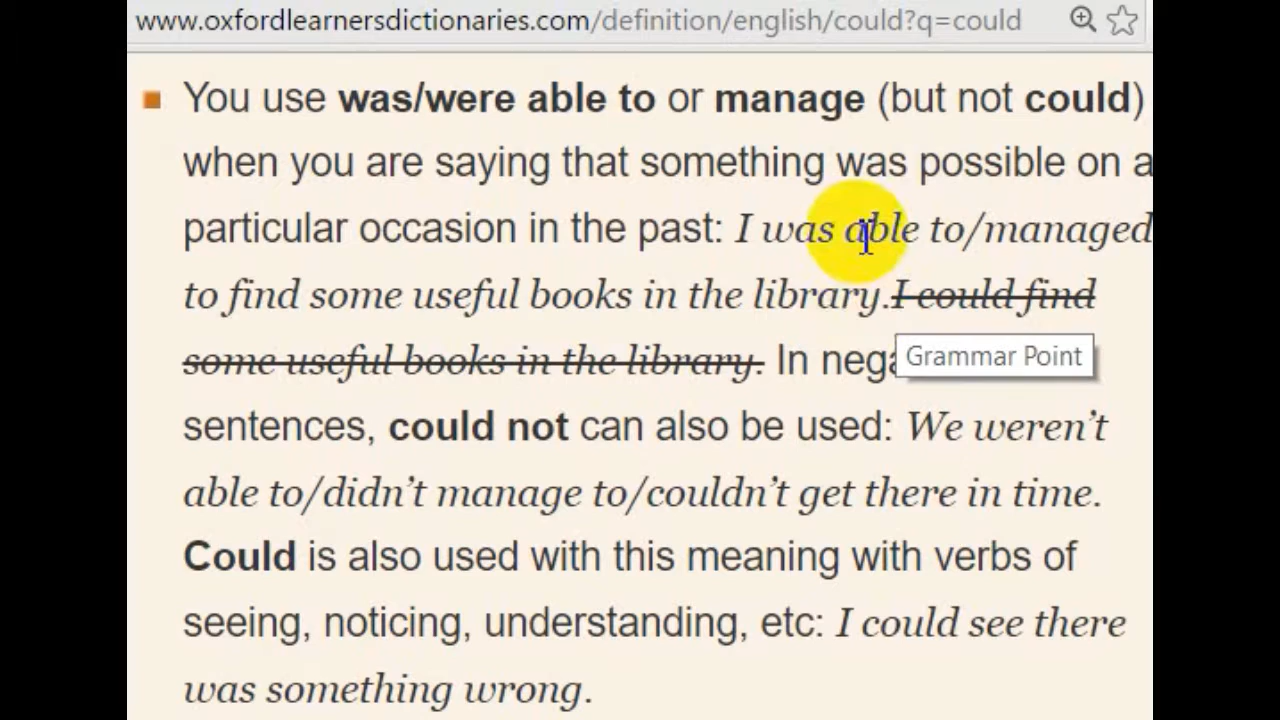 www.oxfordlearnersdictionaries.com/definition/english/could?q=could
You use was/were able to or manage (but not could)
when you are saying that something was possible on a
particular occasion in the past: I was able to/managed
to find some useful books in the library.I could find
some useful books in the library. In nega
Grammar Point
sentences, could not can also be used: We weren’t
able to/didn’t manage to/couldn’t get there in time.
Could is also used with this meaning with verbs of
seeing, noticing, understanding, etc: I could see there
was something wrong.